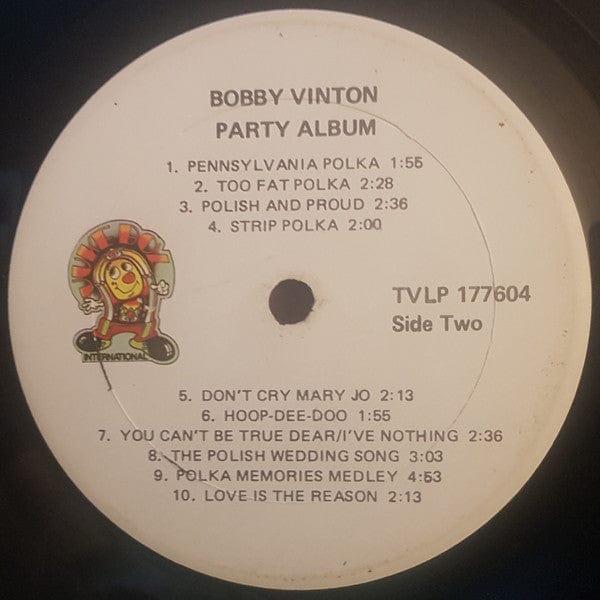 BOBBY VINTON
PARTY ALBUM
1. PENNSYLVANIA POLKA 1:55
2. TOO FAT POLKA 2:28
3. POLISH AND PROUD 2:36
4. STRIP POLKA 2:00
JUKE BOX
INTERNATIONAL
TVLP 177604
Side Two
5. DON'T CRY MARY JO 2:13
6. HOOP-DEE-DOO 1:55
7. YOU CAN'T BE TRUE DEAR/I'VE NOTHING 2:36
8. THE POLISH WEDDING SONG 3:03
9. POLKA MEMORIES MEDLEY 4:53
10. LOVE IS THE REASON 2:13